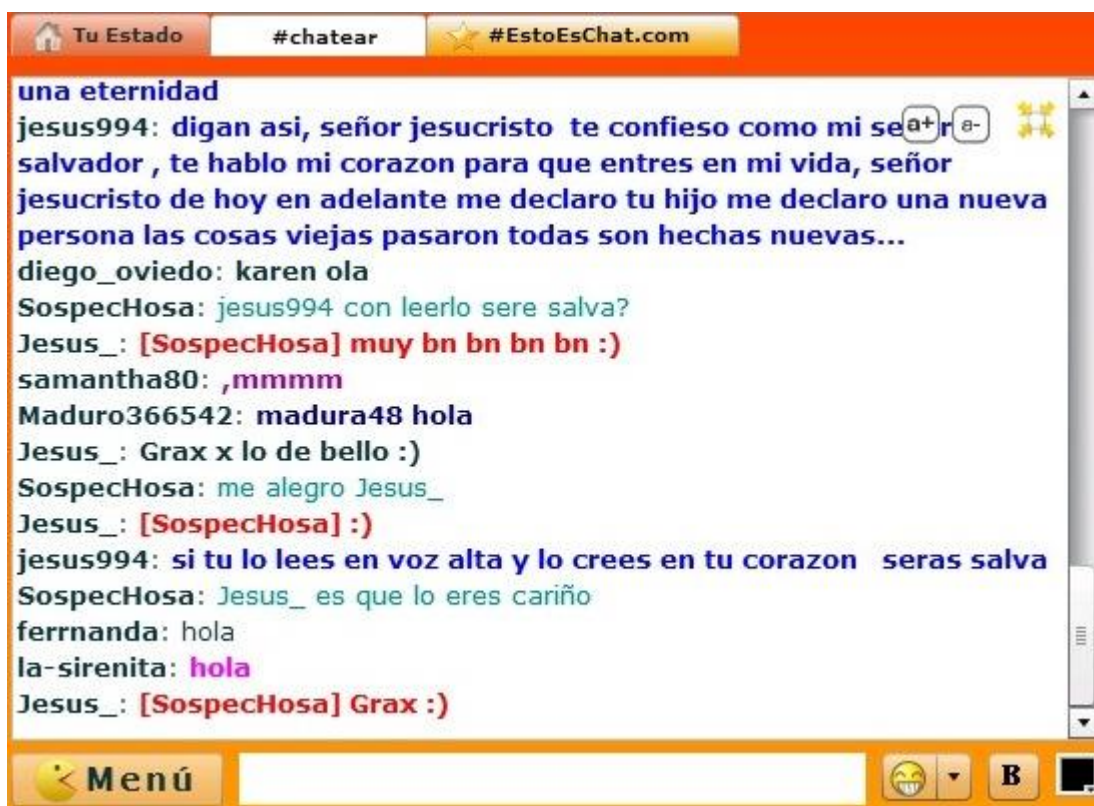 Tu Estado #chatear #EstoEsChat.com
una eternidad
jesus994: digan asi, señor jesucristo te confieso como mi se r
a+ a-
salvador , te hablo mi corazon para que entres en mi vida, señor
jesucristo de hoy en adelante me declaro tu hijo me declaro una nueva
persona las cosas viejas pasaron todas son hechas nuevas...
diego_oviedo: karen ola
SospecHosa: jesus994 con leerlo sere salva?
Jesus_: [SospecHosa] muy bn bn bn bn :)
samantha80: ,mmmm
Maduro366542: madura48 hola
Jesus_: Grax x lo de bello :)
SospecHosa: me alegro Jesus_
Jesus_: [SospecHosa] :)
jesus994: si tu lo lees en voz alta y lo crees en tu corazon seras salva
SospecHosa: Jesus_ es que lo eres cariño
ferrnanda: hola
la-sirenita: hola
Jesus_: [SospecHosa] Grax :)
Menú B